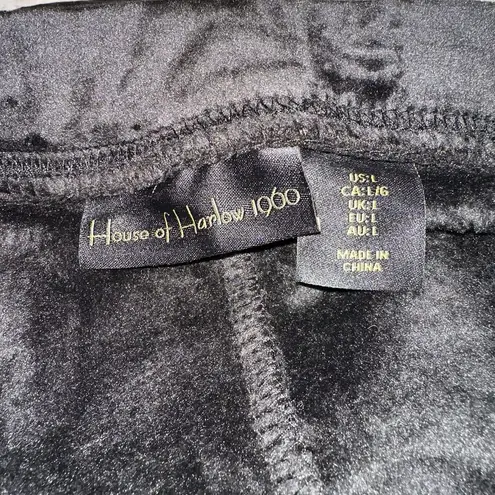 House of Harlow 1960
US: L
CA: L/G
UK: L
EU: L
AU: L
MADE IN
CHINA